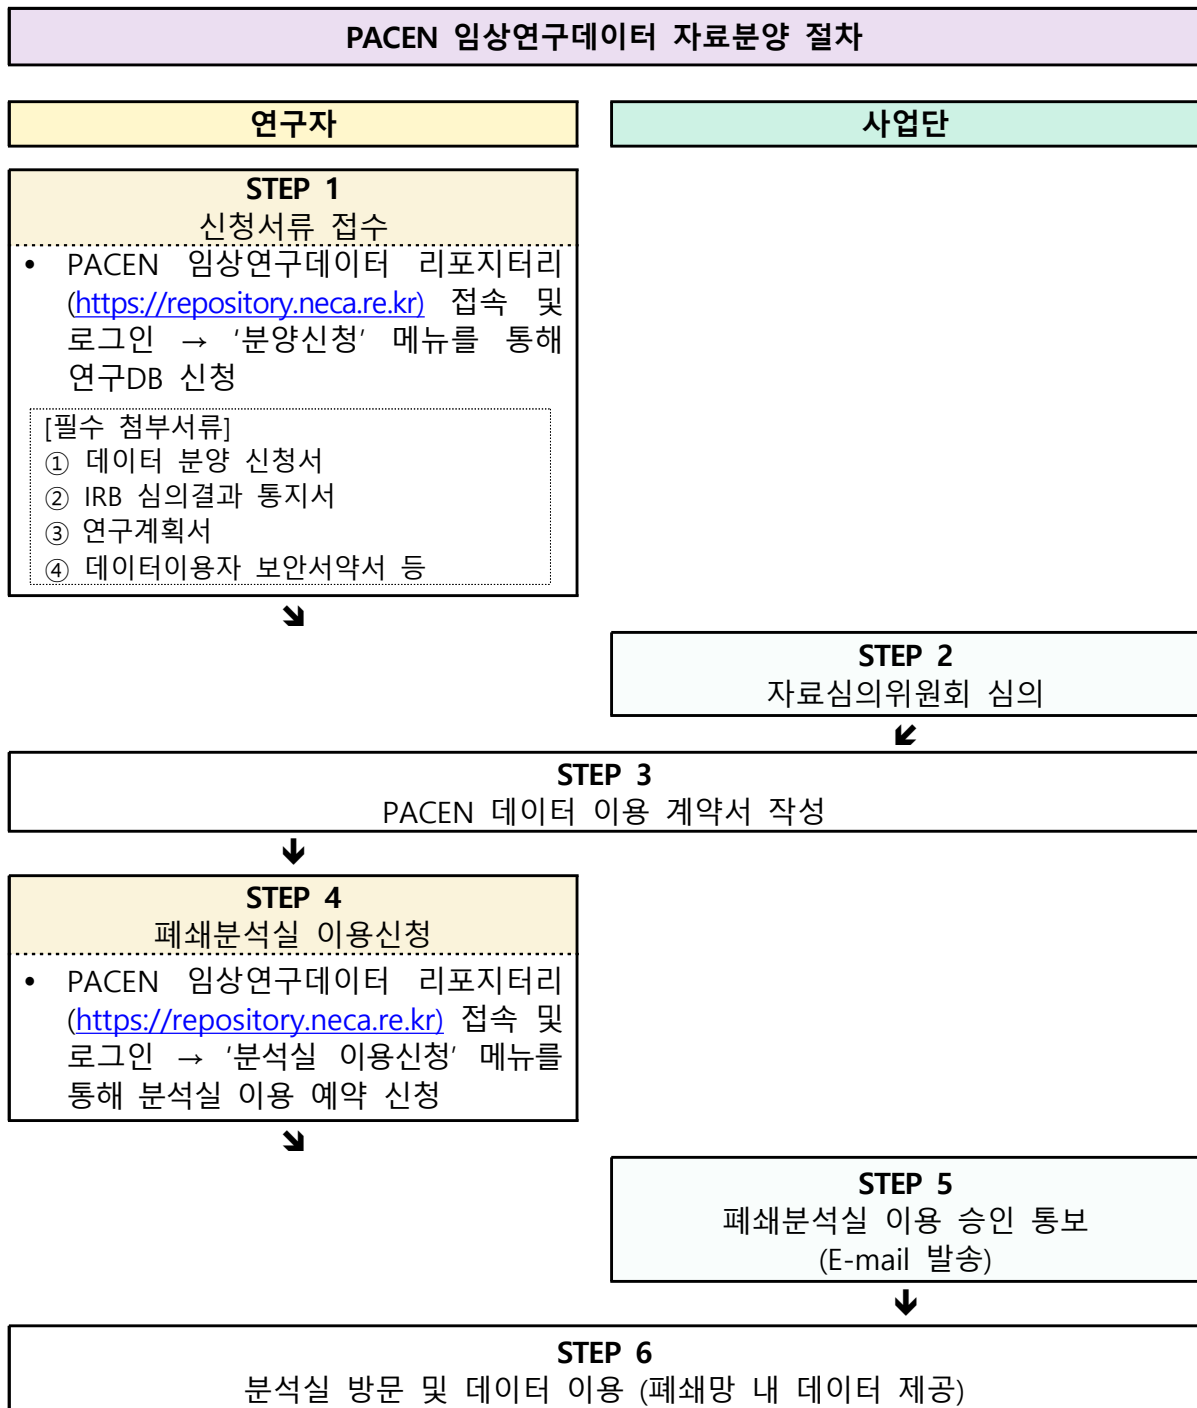 PACEN 임상연구데이터 자료분양 절차
연구자
사업단
STEP 1
신청서류 접수
• PACEN 임상연구데이터 리포지터리
(https://repository.neca.re.kr) 접속 및
로그인 → ‘분양신청’ 메뉴를 통해
연구DB 신청
[필수 첨부서류]
① 데이터 분양 신청서
② IRB 심의결과 통지서
③ 연구계획서
④ 데이터이용자 보안서약서 등
STEP 2
자료심의위원회 심의
STEP 3
PACEN 데이터 이용 계약서 작성
STEP 4
폐쇄분석실 이용신청
• PACEN 임상연구데이터 리포지터리
(https://repository.neca.re.kr) 접속 및
로그인 → ‘분석실 이용신청’ 메뉴를
통해 분석실 이용 예약 신청
STEP 5
폐쇄분석실 이용 승인 통보
(E-mail 발송)
STEP 6
분석실 방문 및 데이터 이용 (폐쇄망 내 데이터 제공)